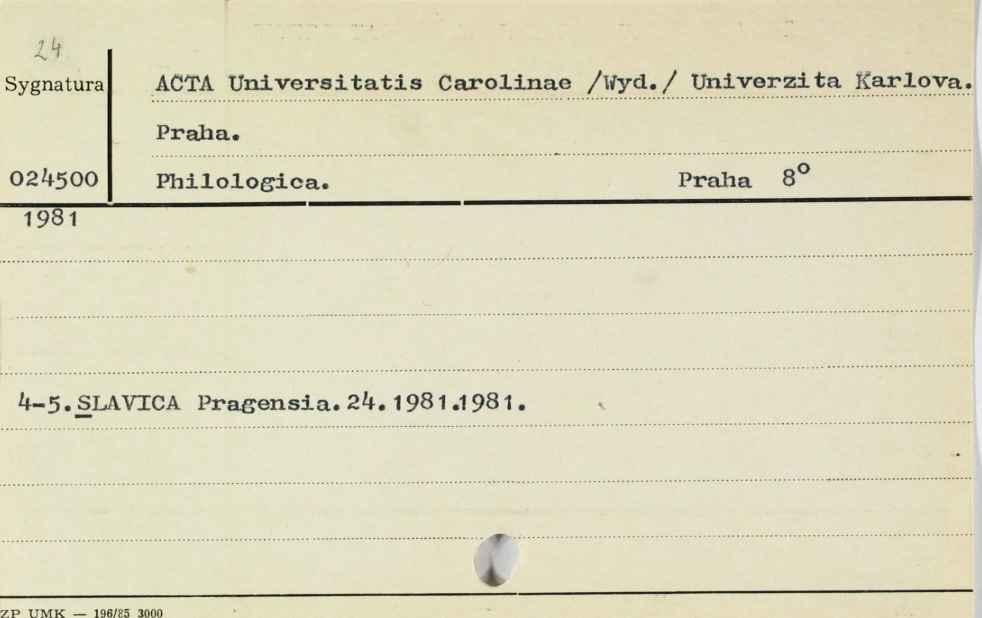 24
Sygnatura ACTA Universitatis Carolinae /Wyd./ Univerzita Karlova.
Praha.
024500 Philologica. Praha 8º
1981
4-5.SLAVICA Pragensia.24.1981.1981.
ZP UMK — 196/85 3000